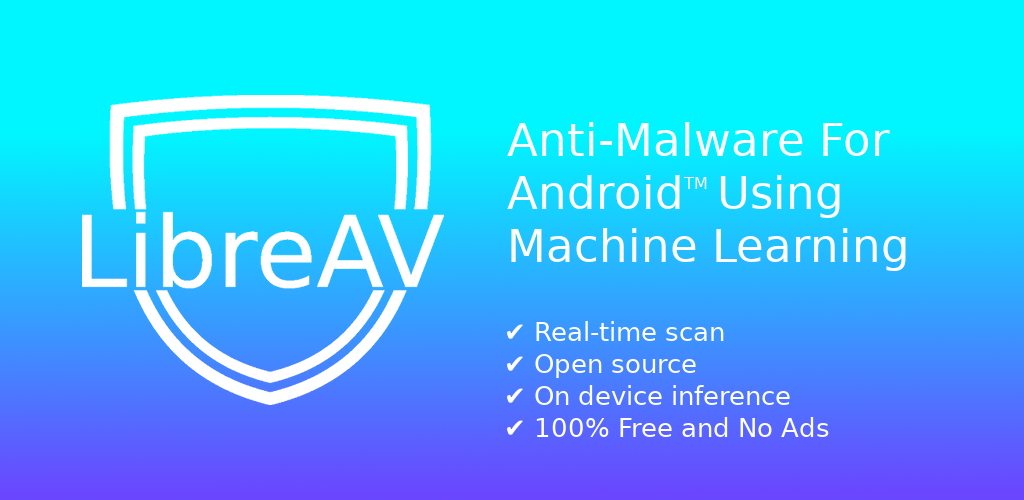 LibreAV
Anti-Malware For
Android™ Using
Machine Learning
✔ Real-time scan
✔ Open source
✔ On device inference
✔ 100% Free and No Ads